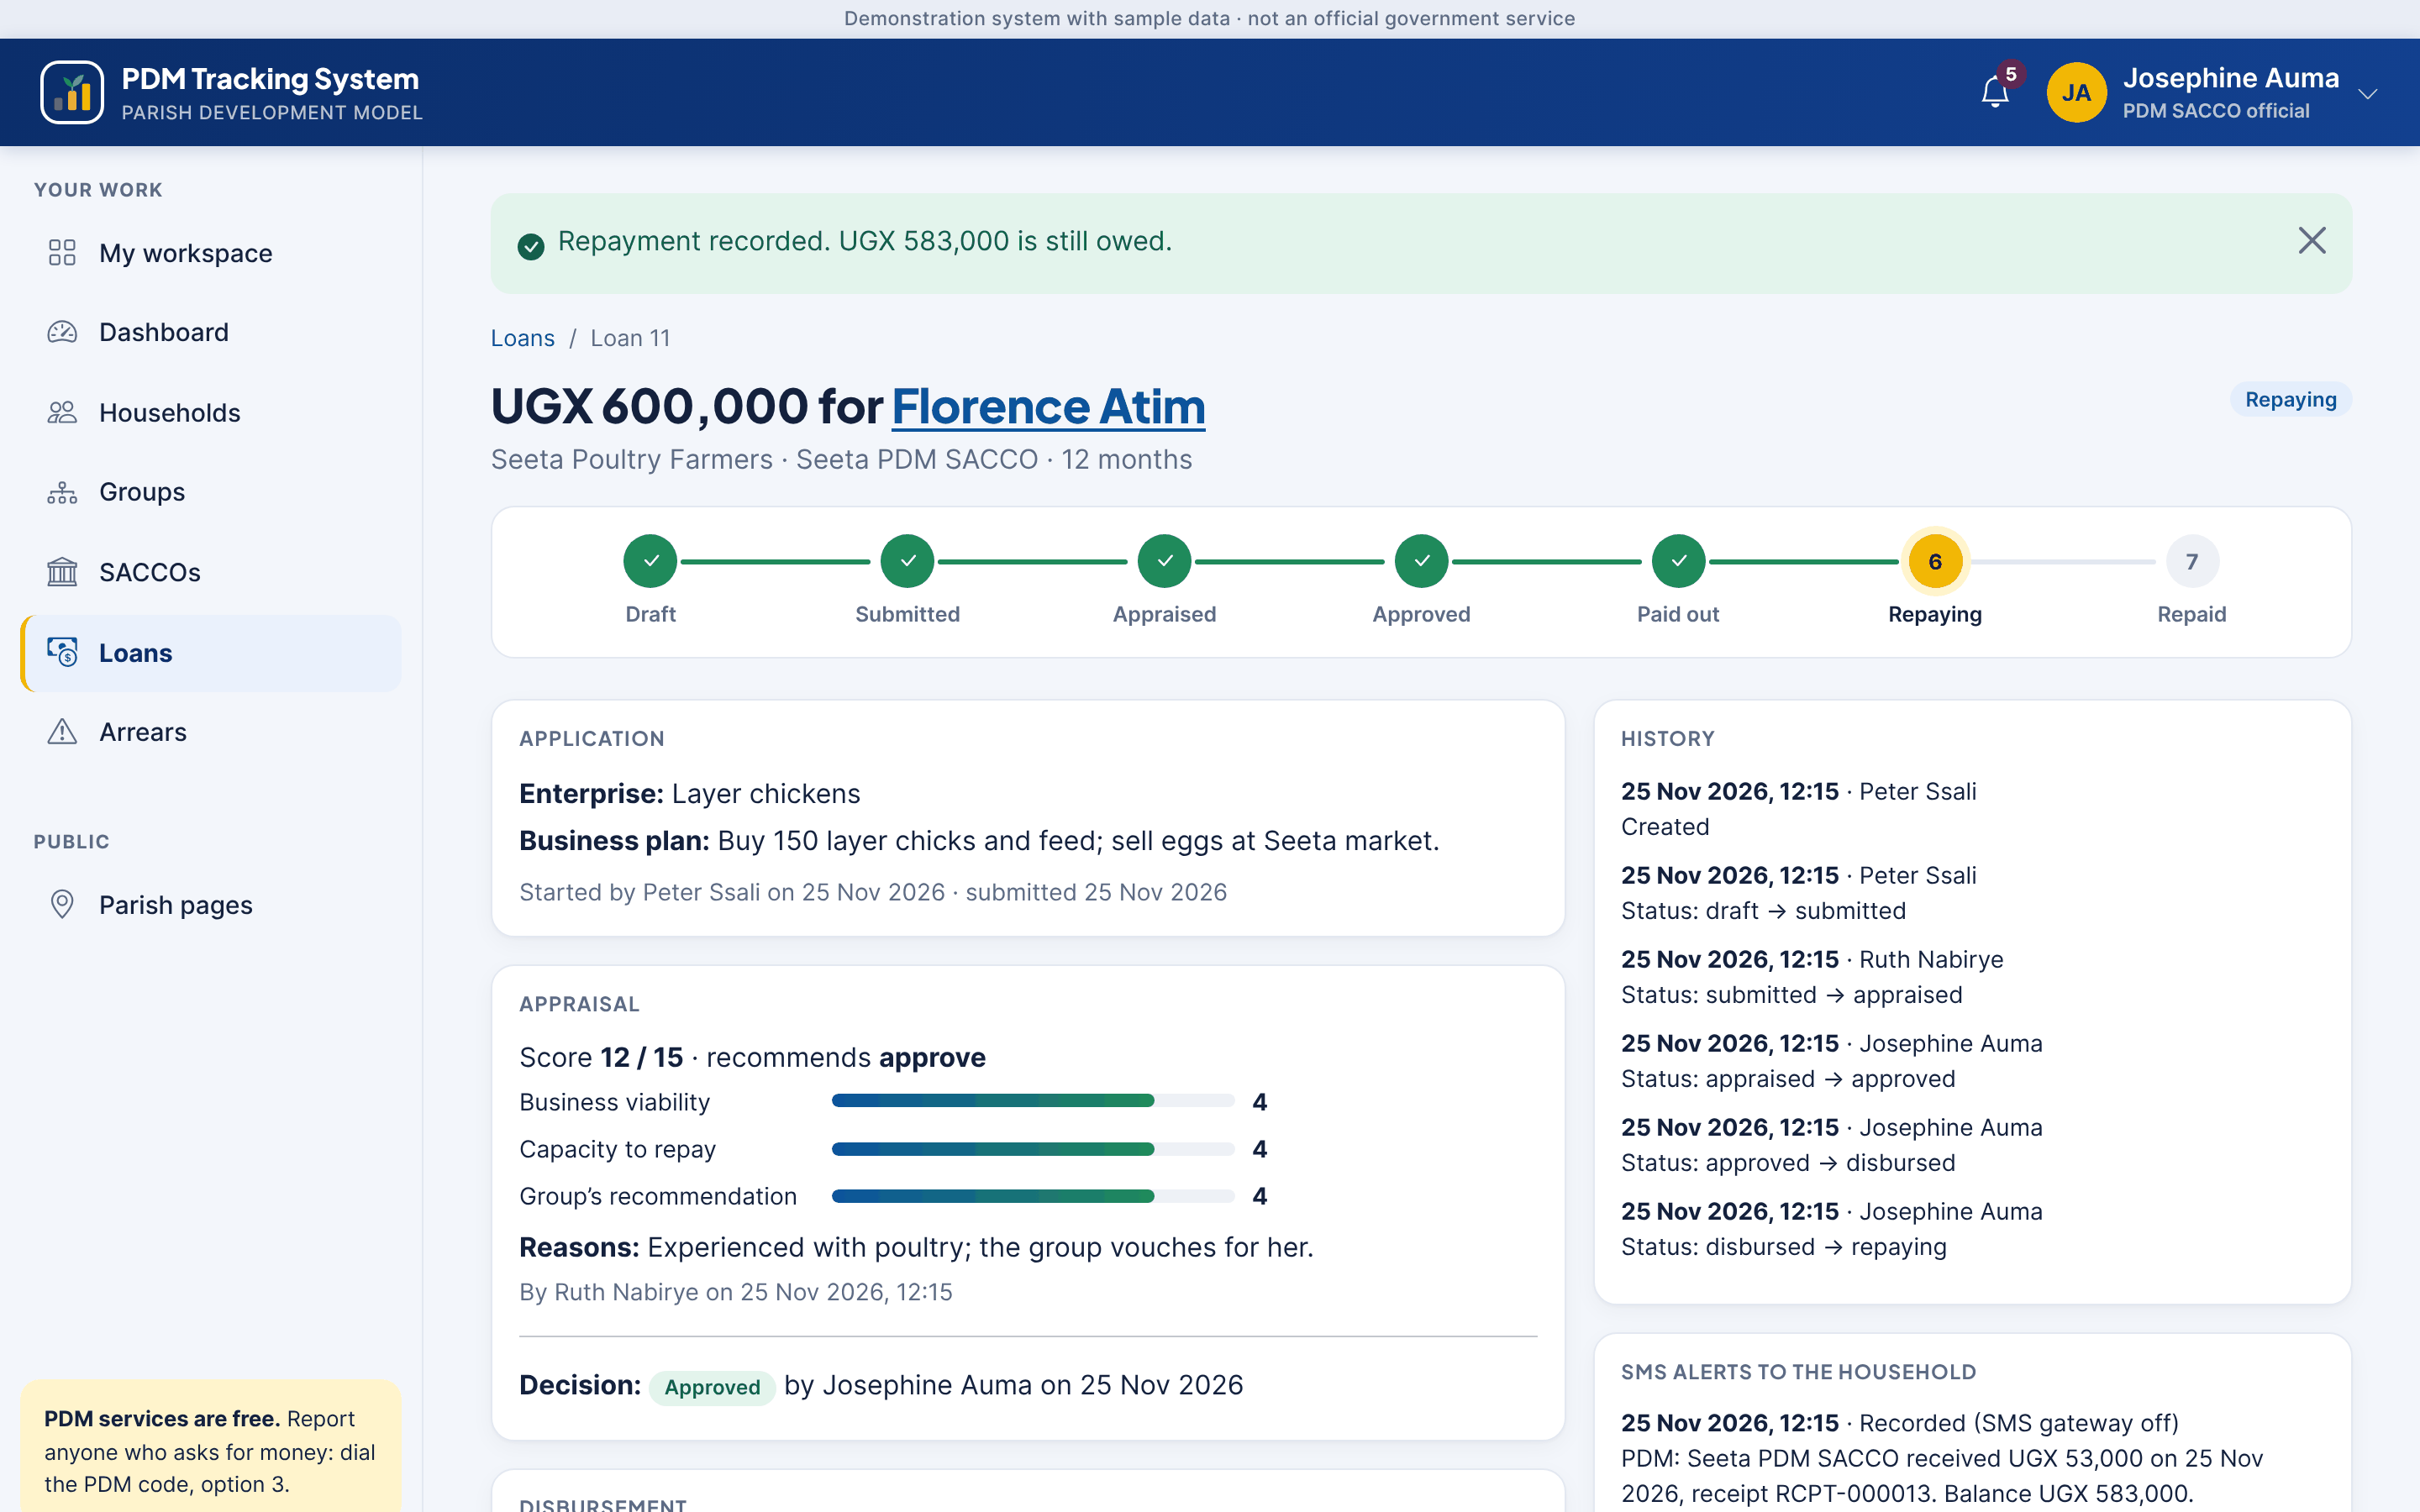 Demonstration system with sample data · not an official government service
PDM Tracking System
PARISH DEVELOPMENT MODEL
5
JA
Josephine Auma
PDM SACCO official
YOUR WORK
My workspace
Dashboard
Households
Groups
SACCOs
Loans
Arrears
PUBLIC
Parish pages
PDM services are free. Report
anyone who asks for money: dial
the PDM code, option 3.
Repayment recorded. UGX 583,000 is still owed.
Loans / Loan 11
UGX 600,000 for Florence Atim
Repaying
Seeta Poultry Farmers · Seeta PDM SACCO · 12 months
6
7
Draft
Submitted
Appraised
Approved
Paid out
Repaying
Repaid
APPLICATION
Enterprise: Layer chickens
Business plan: Buy 150 layer chicks and feed; sell eggs at Seeta market.
Started by Peter Ssali on 25 Nov 2026 · submitted 25 Nov 2026
APPRAISAL
Score 12 / 15 · recommends approve
Business viability 4
Capacity to repay 4
Group’s recommendation 4
Reasons: Experienced with poultry; the group vouches for her.
By Ruth Nabirye on 25 Nov 2026, 12:15
Decision: Approved by Josephine Auma on 25 Nov 2026
DISBURSEMENT
HISTORY
25 Nov 2026, 12:15 · Peter Ssali
Created
25 Nov 2026, 12:15 · Peter Ssali
Status: draft → submitted
25 Nov 2026, 12:15 · Ruth Nabirye
Status: submitted → appraised
25 Nov 2026, 12:15 · Josephine Auma
Status: appraised → approved
25 Nov 2026, 12:15 · Josephine Auma
Status: approved → disbursed
25 Nov 2026, 12:15 · Josephine Auma
Status: disbursed → repaying
SMS ALERTS TO THE HOUSEHOLD
25 Nov 2026, 12:15 · Recorded (SMS gateway off)
PDM: Seeta PDM SACCO received UGX 53,000 on 25 Nov
2026, receipt RCPT-000013. Balance UGX 583,000.